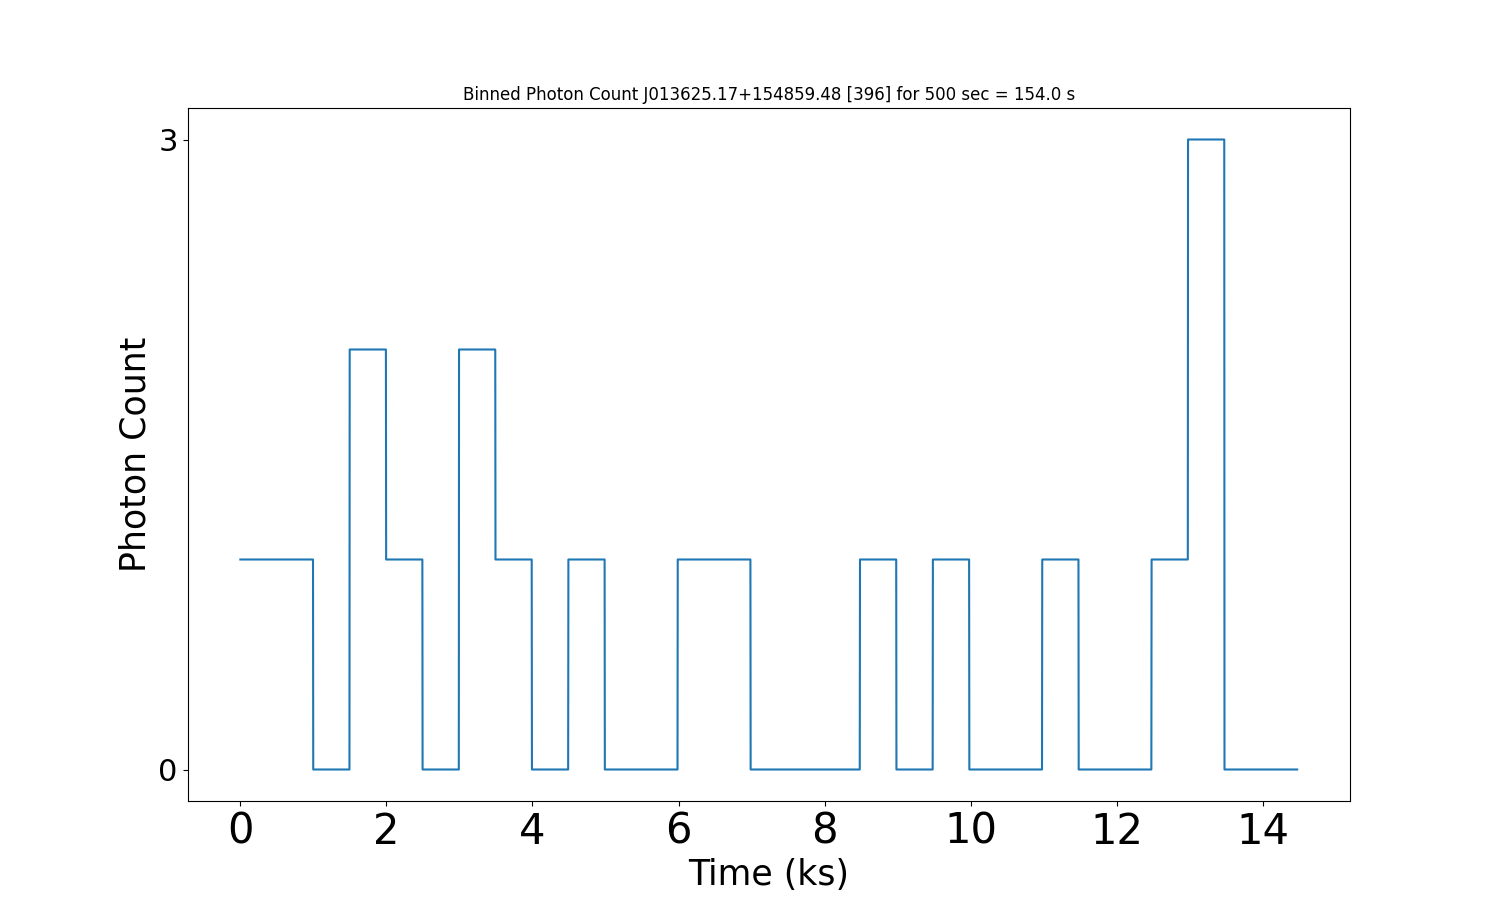 Binned Photon Count J013625.17+154859.48 [396] for 500 sec = 154.0 s
3
Photon Count
0
0 2 4 6 8 10 12 14
Time (ks)